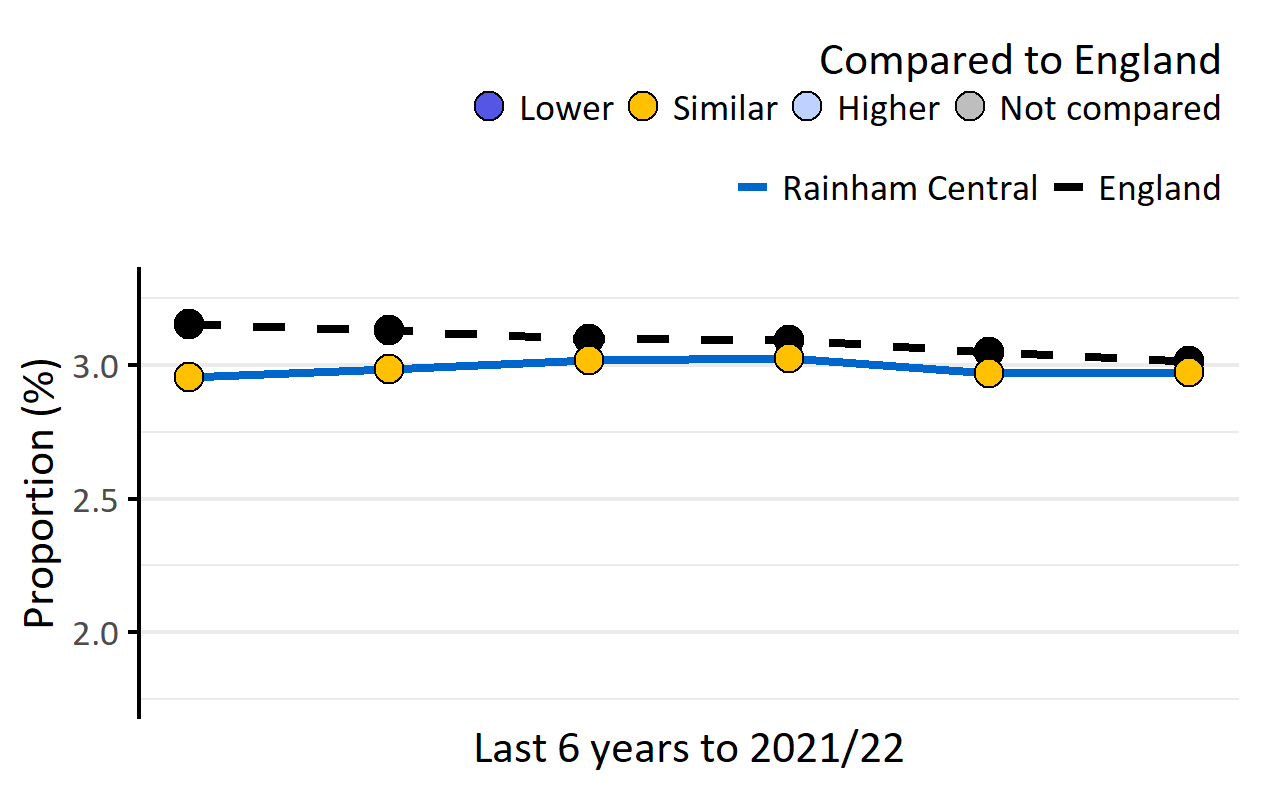 Compared to England
Lower Similar Higher Not compared
Rainham Central England
Proportion (%)
3.0
2.5
2.0
Last 6 years to 2021/22